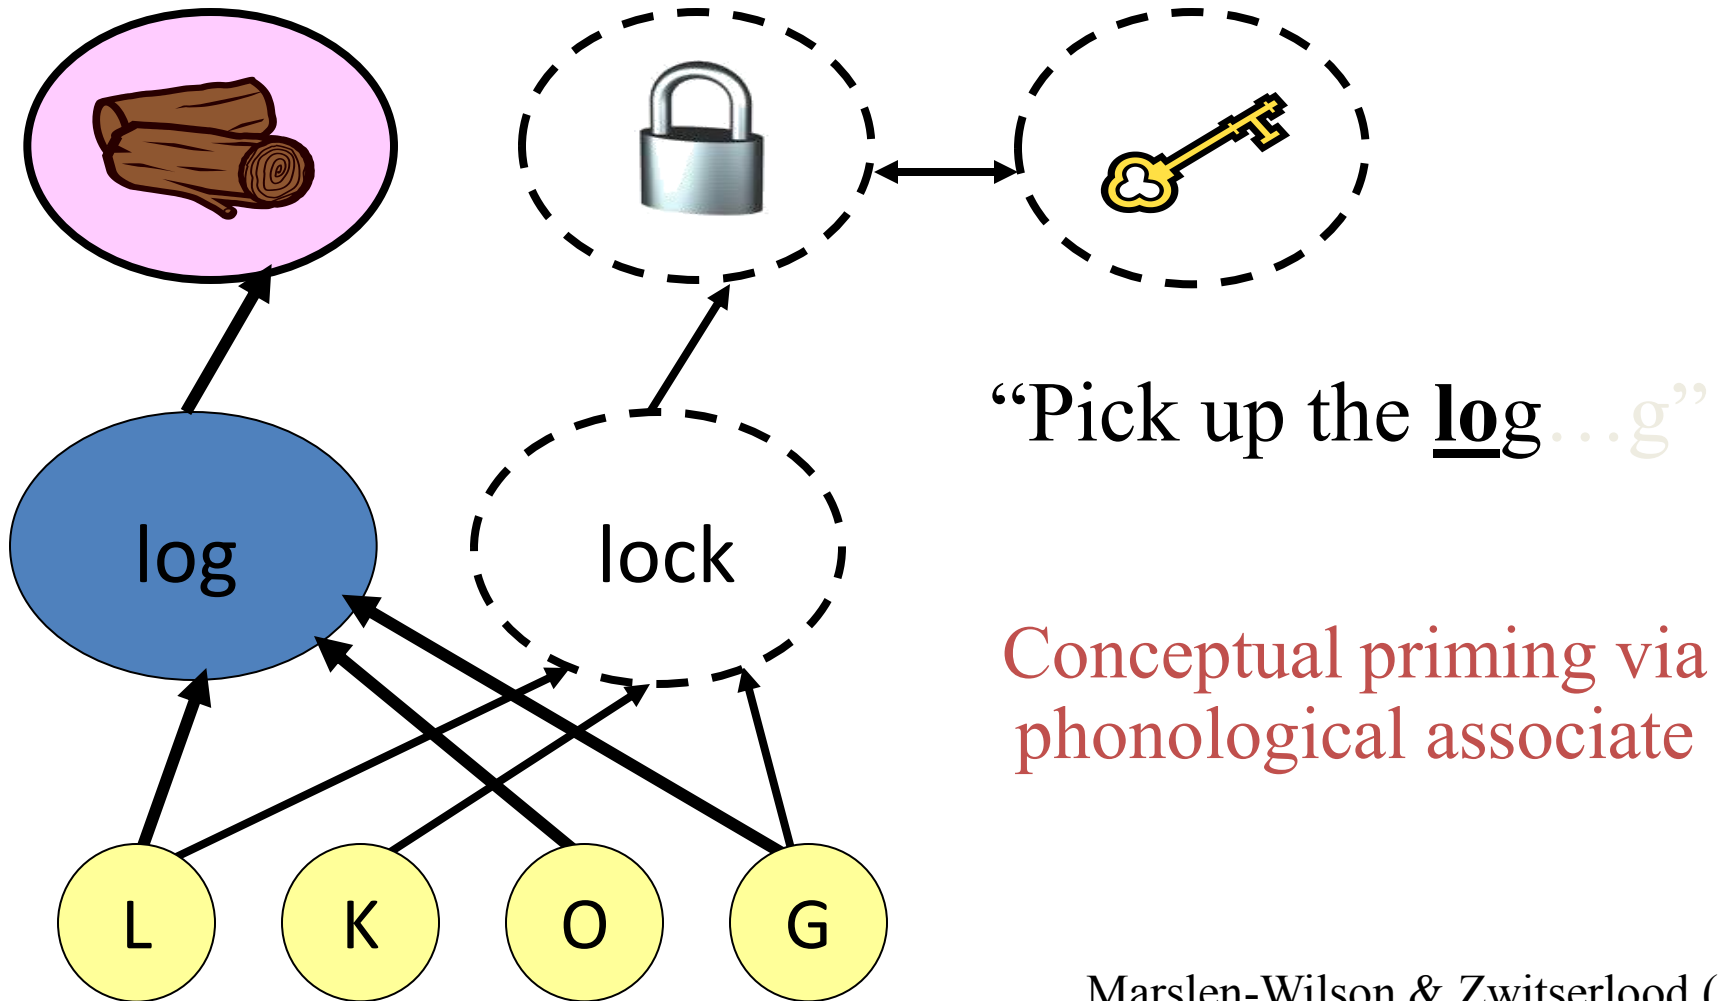 “Pick up the log…g”
log
lock
Conceptual priming via
phonological associate
L K O G
Marslen-Wilson & Zwitserlood (